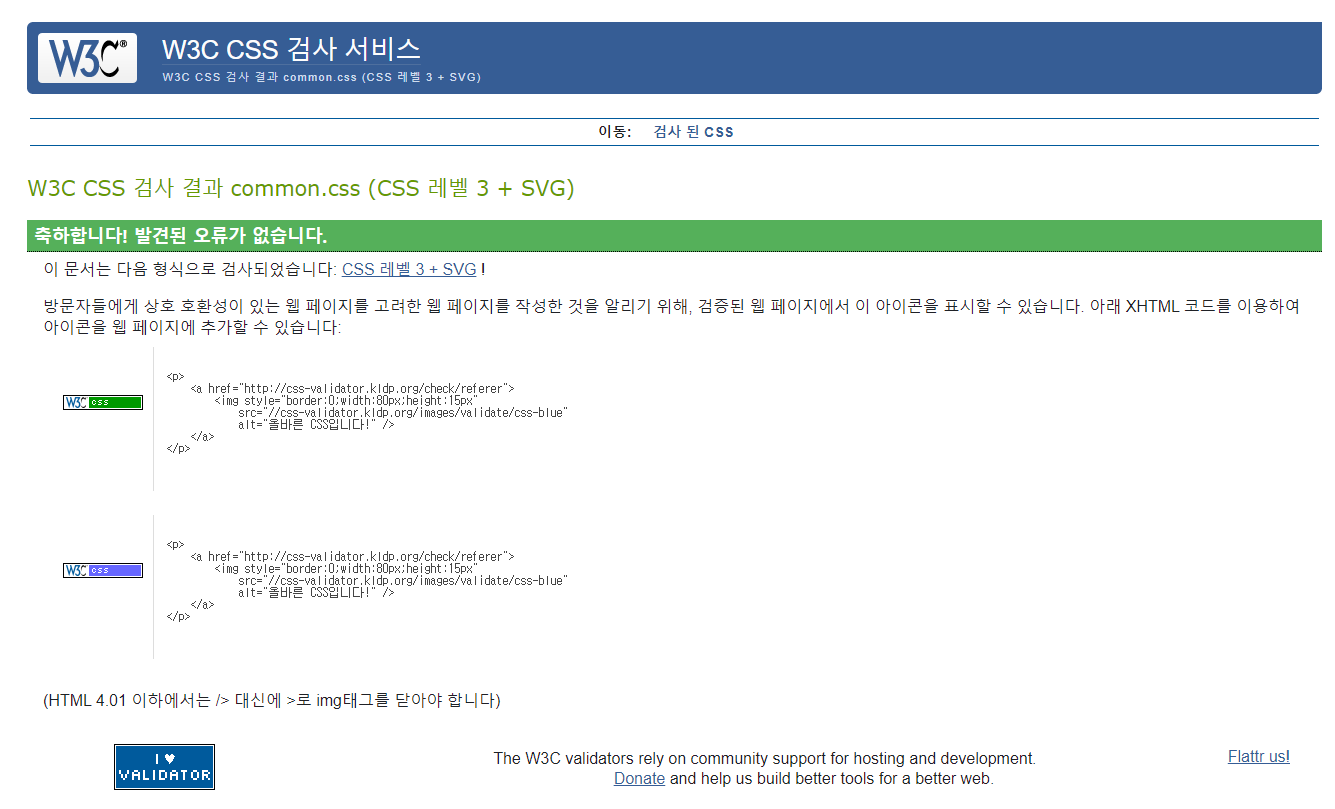 W3C®
W3C CSS 검사 서비스
W3C CSS 검사 결과 common.css (CSS 레벨 3 + SVG)
이동: 검사 된 CSS
W3C CSS 검사 결과 common.css (CSS 레벨 3 + SVG)
축하합니다! 발견된 오류가 없습니다.
이 문서는 다음 형식으로 검사되었습니다: CSS 레벨 3 + SVG !
방문자들에게 상호 호환성이 있는 웹 페이지를 고려한 웹 페이지를 작성한 것을 알리기 위해, 검증된 웹 페이지에서 이 아이콘을 표시할 수 있습니다. 아래 XHTML 코드를 이용하여
아이콘을 웹 페이지에 추가할 수 있습니다:
W3C css
<p>
<a href="http://css-validator.kldp.org/check/referer">
<img style="border:0;width:80px;height:15px"
src="//css-validator.kldp.org/images/validate/css-blue"
alt="올바른 CSS입니다!" />
</a>
</p>
W3C css
<p>
<a href="http://css-validator.kldp.org/check/referer">
<img style="border:0;width:80px;height:15px"
src="//css-validator.kldp.org/images/validate/css-blue"
alt="올바른 CSS입니다!" />
</a>
</p>
(HTML 4.01 이하에서는 /> 대신에 >로 img태그를 닫아야 합니다)
I ♥
VALIDATOR
The W3C validators rely on community support for hosting and development.
Donate and help us build better tools for a better web.
Flattr us!